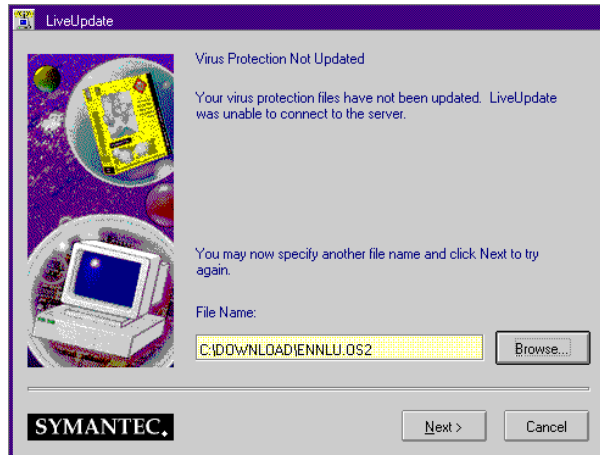 LiveUpdate
Virus Protection Not Updated
Your virus protection files have not been updated. LiveUpdate
was unable to connect to the server.
You may now specify another file name and click Next to try
again.
File Name:
C:\DOWNLOAD\ENNLU.OS2
Browse...
SYMANTEC.
Next >
Cancel